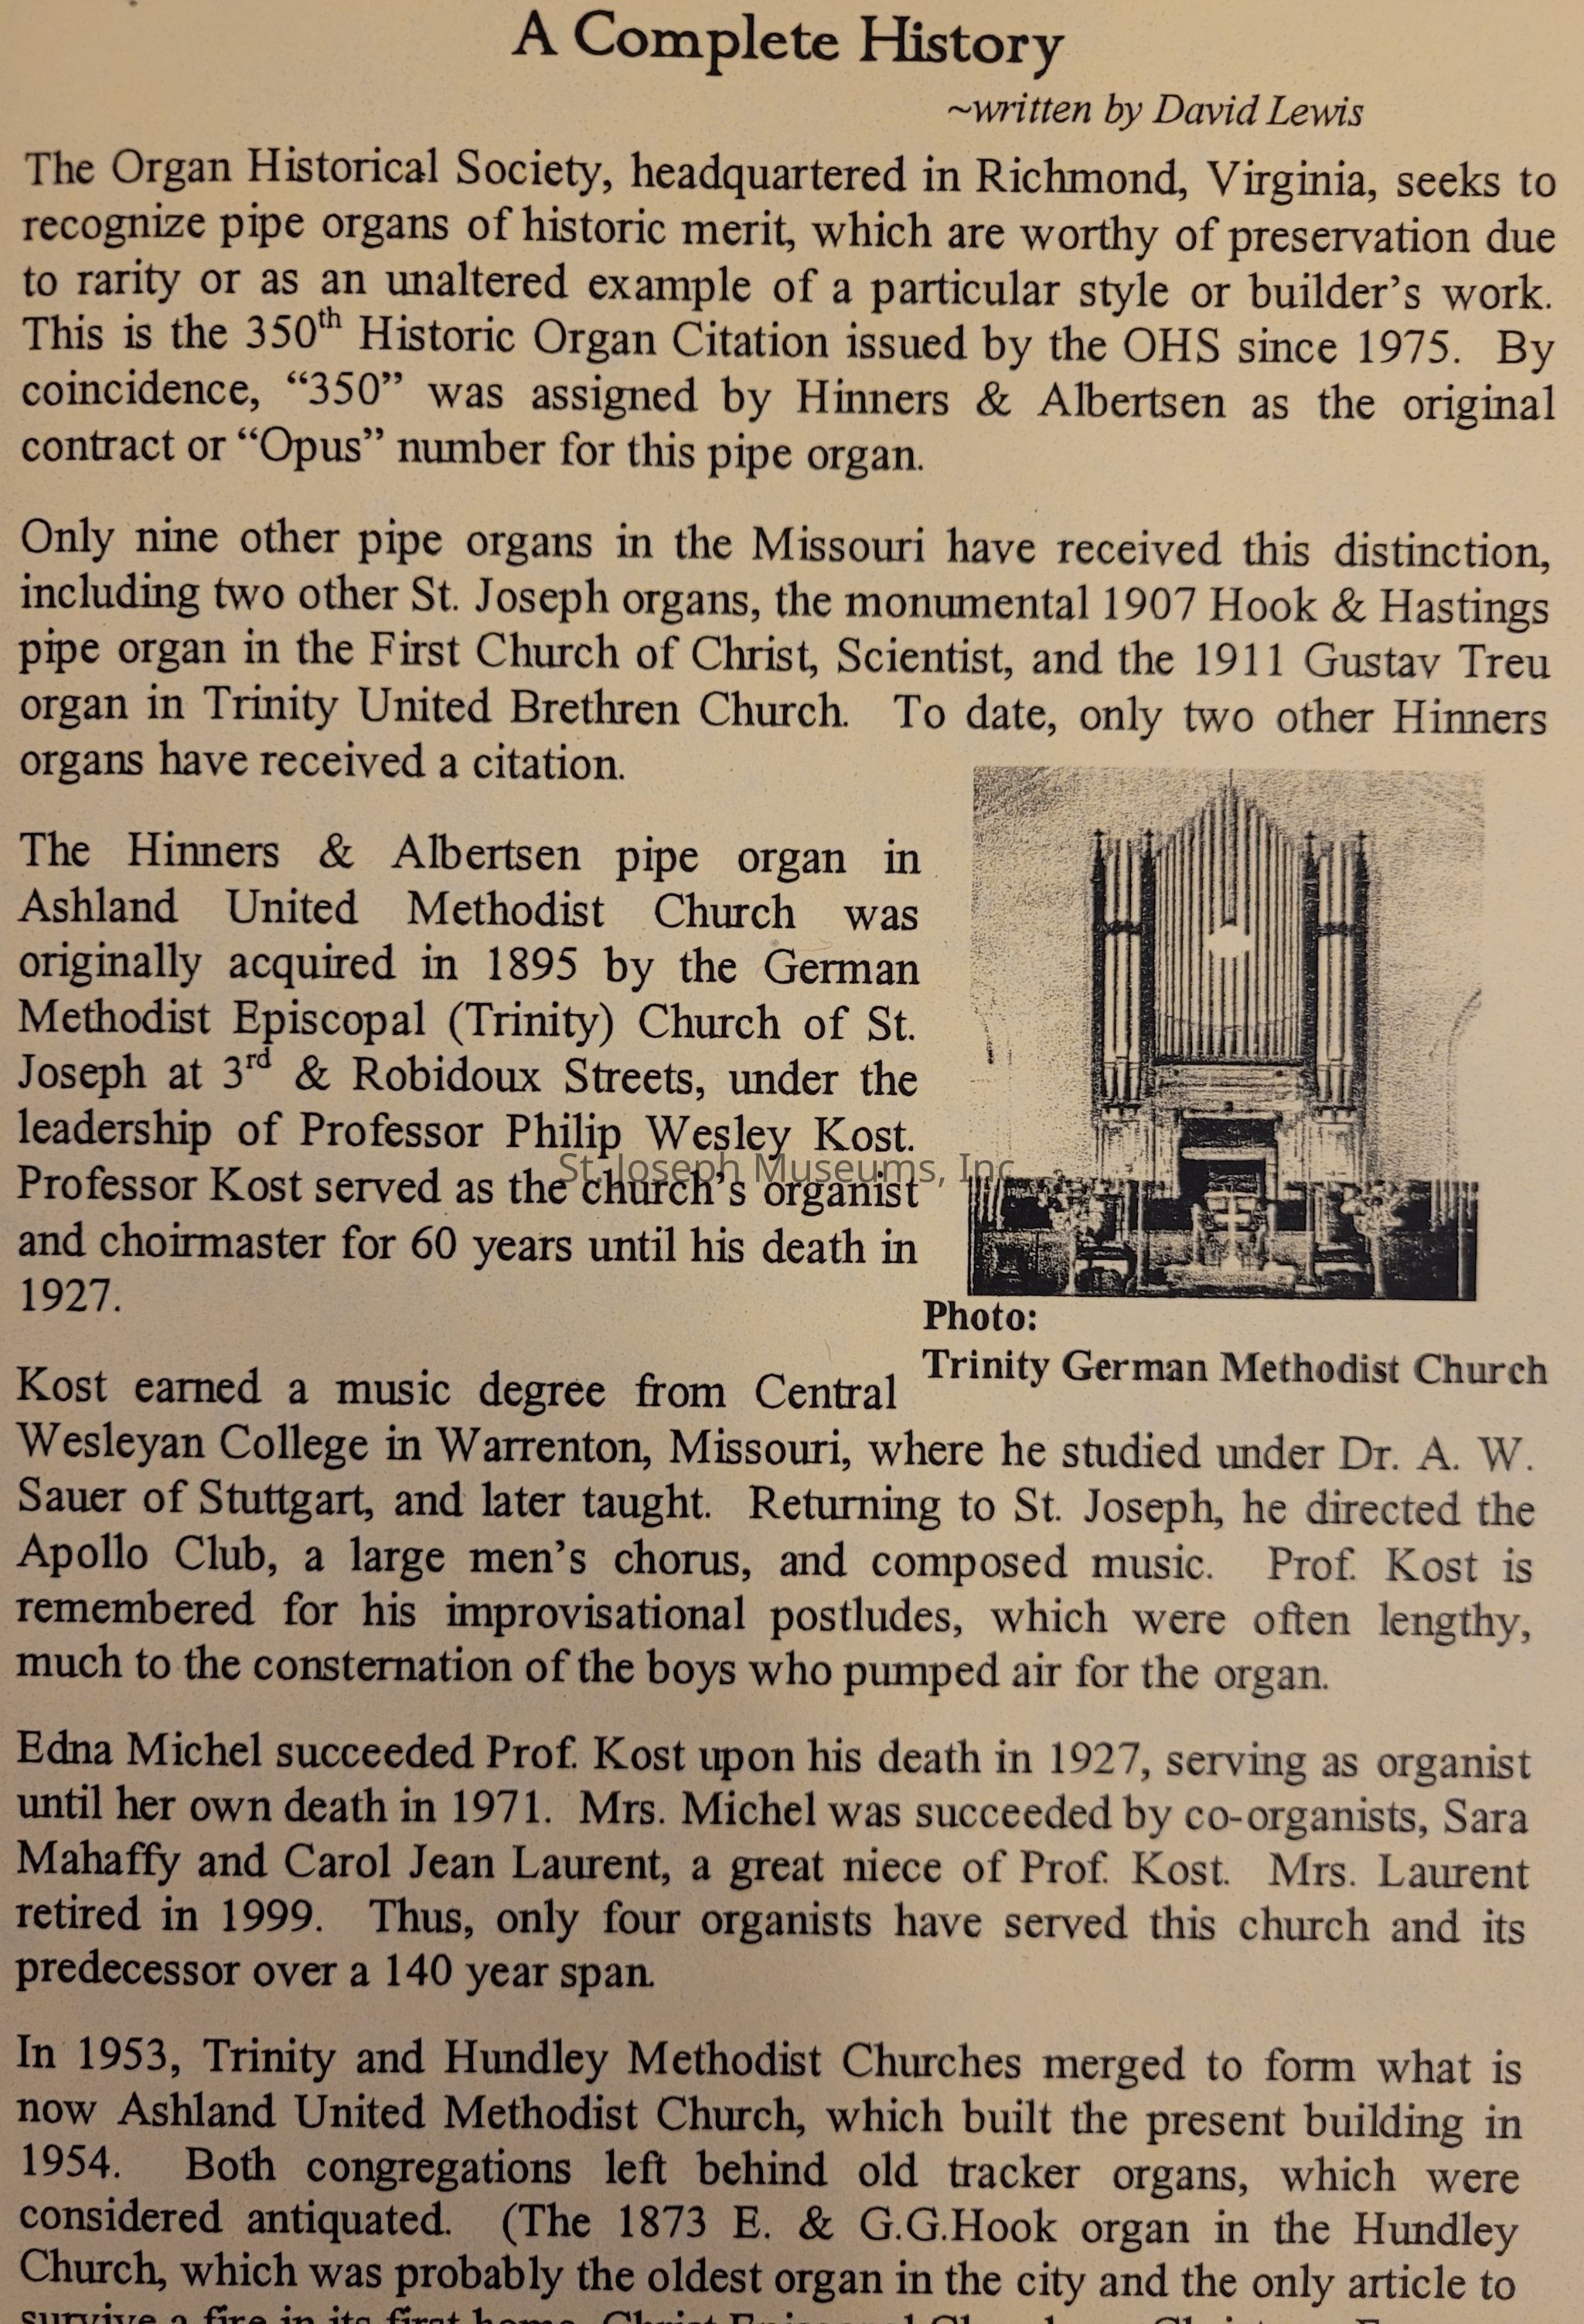 A Complete History
~written by David Lewis
The Organ Historical Society, headquartered in Richmond, Virginia, seeks to
recognize pipe organs of historic merit, which are worthy of preservation due
to rarity or as an unaltered example of a particular style or builder's work.
This is the 350th Historic Organ Citation issued by the OHS since 1975. By
coincidence, "350" was assigned by Hinners & Albertsen as the original
contract or "Opus" number for this pipe organ.
Only nine other pipe organs in the Missouri have received this distinction,
including two other St. Joseph organs, the monumental 1907 Hook & Hastings
pipe organ in the First Church of Christ, Scientist, and the 1911 Gustav Treu
organ in Trinity United Brethren Church. To date, only two other Hinners
organs have received a citation.
The Hinners & Albertsen pipe organ in
Ashland United Methodist Church was
originally acquired in 1895 by the German
Methodist Episcopal (Trinity) Church of St.
Joseph at 3rd & Robidoux Streets, under the
leadership of Professor Philip Wesley Kost.
St. Joseph Museums, Inc.
Professor Kost served as the church's organist
and choirmaster for 60 years until his death in
1927.
Photo:
Trinity German Methodist Church
Kost earned a music degree from Central
Wesleyan College in Warrenton, Missouri, where he studied under Dr. A. W.
Sauer of Stuttgart, and later taught. Returning to St. Joseph, he directed the
Apollo Club, a large men's chorus, and composed music. Prof. Kost is
remembered for his improvisational postludes, which were often lengthy,
much to the consternation of the boys who pumped air for the organ.
Edna Michel succeeded Prof. Kost upon his death in 1927, serving as organist
until her own death in 1971. Mrs. Michel was succeeded by co-organists, Sara
Mahaffy and Carol Jean Laurent, a great niece of Prof. Kost. Mrs. Laurent
retired in 1999. Thus, only four organists have served this church and its
predecessor over a 140 year span.
In 1953, Trinity and Hundley Methodist Churches merged to form what is
now Ashland United Methodist Church, which built the present building in
1954. Both congregations left behind old tracker organs, which were
considered antiquated. (The 1873 E. & G.G.Hook organ in the Hundley
Church, which was probably the oldest organ in the city and the only article to
survive a fire in its first home, Christ Episcopal Church